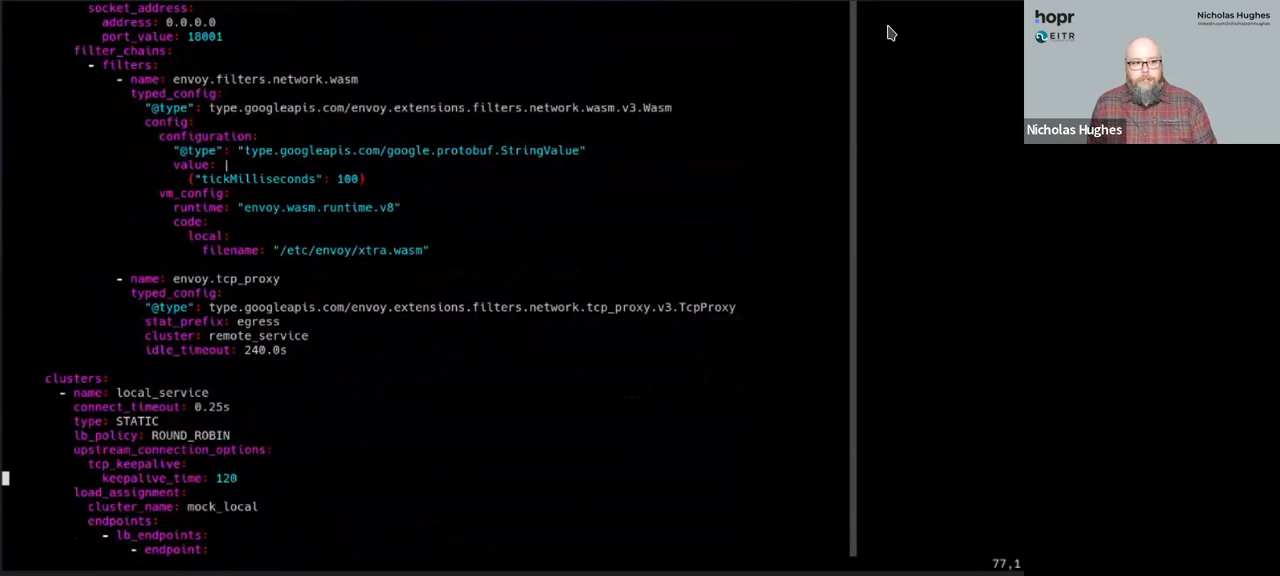 socket_address:
address: 0.0.0.0
port_value: 18001
filter_chains:
- filters:
- name: envoy.filters.network.wasm
typed_config:
"@type": type.googleapis.com/envoy.extensions.filters.network.wasm.v3.Wasm
config:
configuration:
"@type": "type.googleapis.com/google.protobuf.StringValue"
value: |
{"tickMilliseconds": 100}
vm_config:
runtime: "envoy.wasm.runtime.v8"
code:
local:
filename: "/etc/envoy/xtra.wasm"
- name: envoy.tcp_proxy
typed_config:
"@type": type.googleapis.com/envoy.extensions.filters.network.tcp_proxy.v3.TcpProxy
stat_prefix: egress
cluster: remote_service
idle_timeout: 240.0s
clusters:
- name: local_service
connect_timeout: 0.25s
type: STATIC
lb_policy: ROUND_ROBIN
upstream_connection_options:
tcp_keepalive:
keepalive_time: 120
load_assignment:
cluster_name: mock_local
endpoints:
- lb_endpoints:
- endpoint:
77,1
hopr
EITR
Nicholas Hughes
Nicholas Hughes